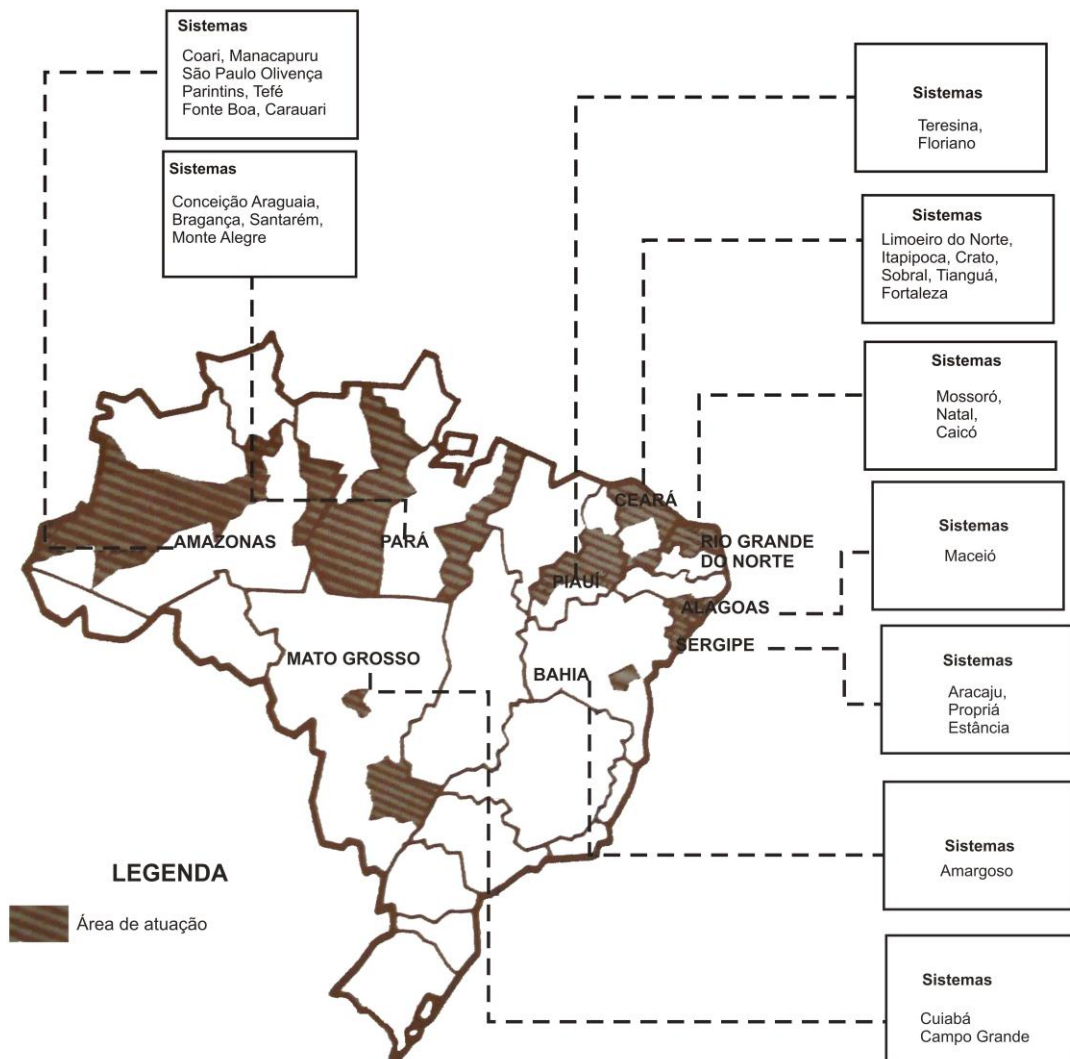 Sistemas
Coari, Manacapuru
São Paulo Olivença
Parintins, Tefé
Fonte Boa, Carauari
Sistemas
Conceição Araguaia,
Bragança, Santarém,
Monte Alegre
Sistemas
Teresina,
Floriano
Sistemas
Limoeiro do Norte,
Itapipoca, Crato,
Sobral, Tianguá,
Fortaleza
Sistemas
Mossoró,
Natal,
Caicó
Sistemas
Maceió
Sistemas
Aracaju,
Propriá
Estância
Sistemas
Amargoso
Sistemas
Cuiabá
Campo Grande
CEARÁ
AMAZONAS
PARÁ
RIO GRANDE
DO NORTE
PIAUÍ
ALAGOAS
SERGIPE
MATO GROSSO
BAHIA
LEGENDA
Área de atuação